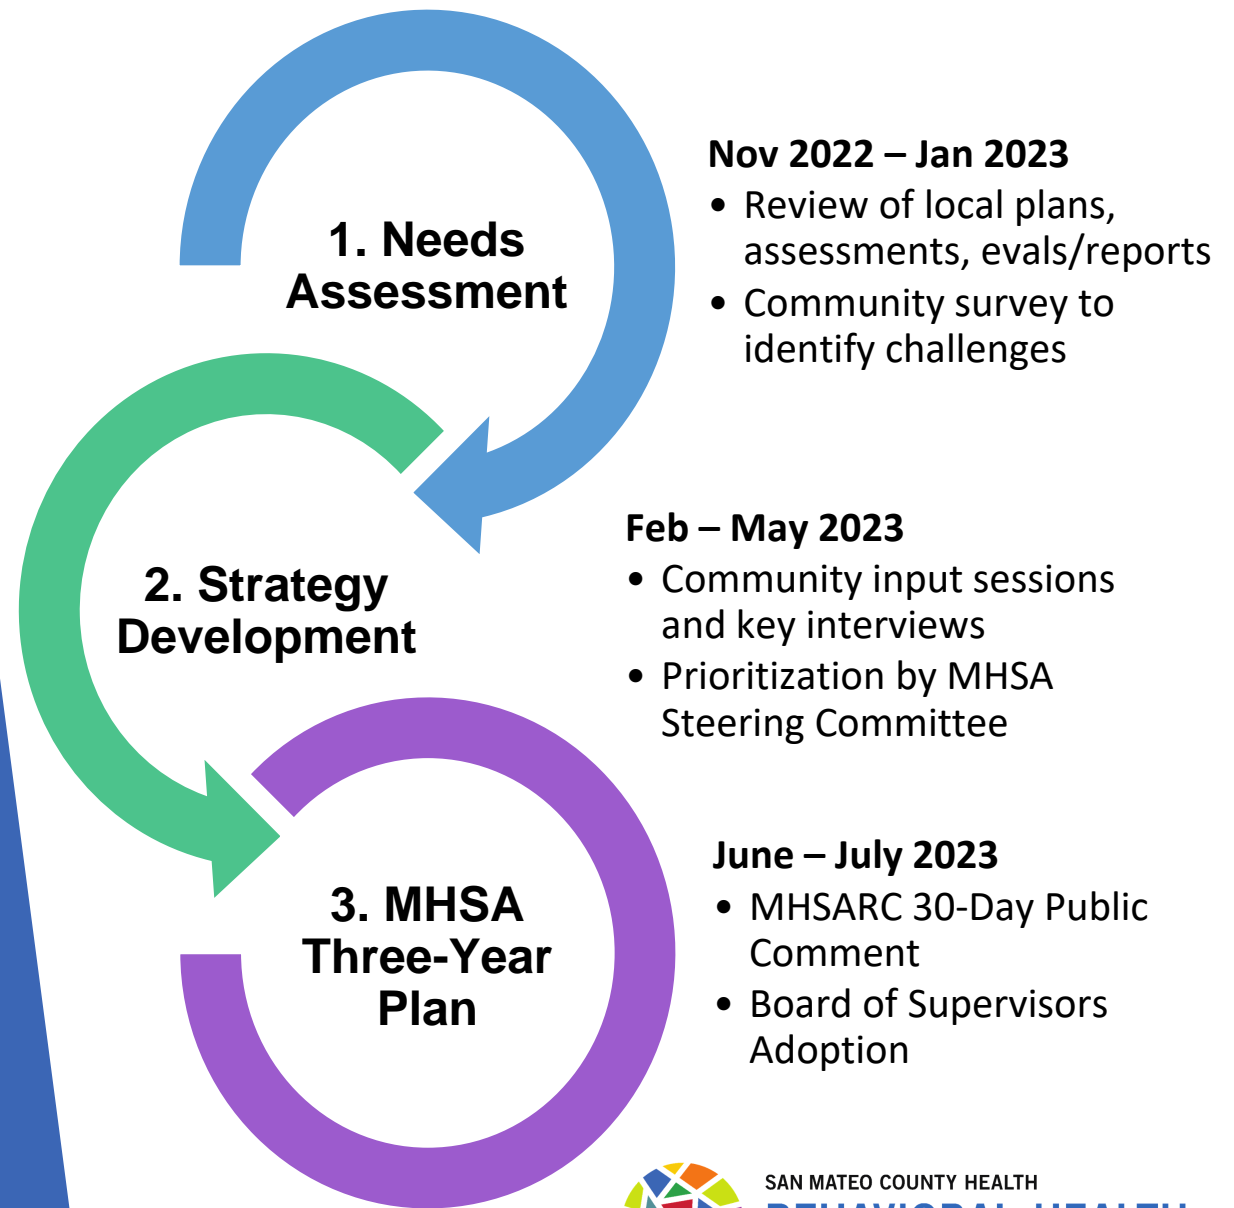 1. Needs
Assessment
Nov 2022 – Jan 2023
• Review of local plans,
assessments, evals/reports
• Community survey to
identify challenges
2. Strategy
Development
Feb – May 2023
• Community input sessions
and key interviews
• Prioritization by MHSA
Steering Committee
3. MHSA
Three-Year
Plan
June – July 2023
• MHSARC 30-Day Public
Comment
• Board of Supervisors
Adoption
SAN MATEO COUNTY HEALTH
BEHAVIORAL HEALTH